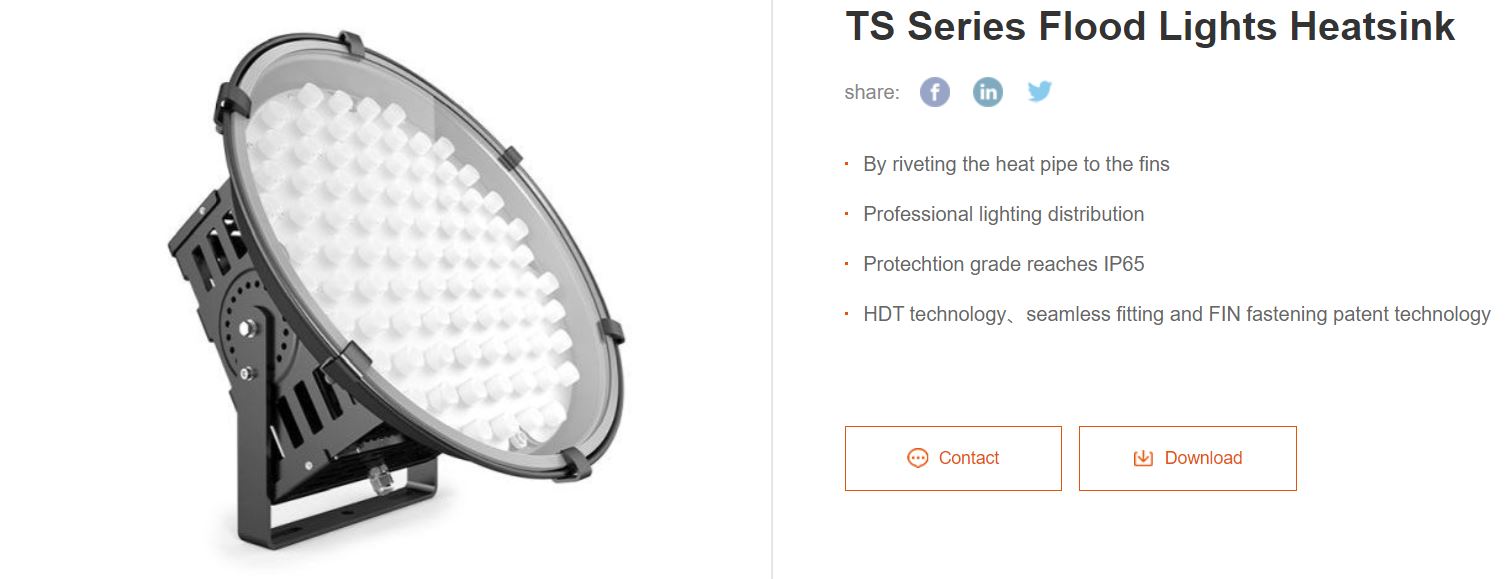 TS Series Flood Lights Heatsink
share:
By riveting the heat pipe to the fins
Professional lighting distribution
Protechtion grade reaches IP65
HDT technology、seamless fitting and FIN fastening patent technology
Contact
Download